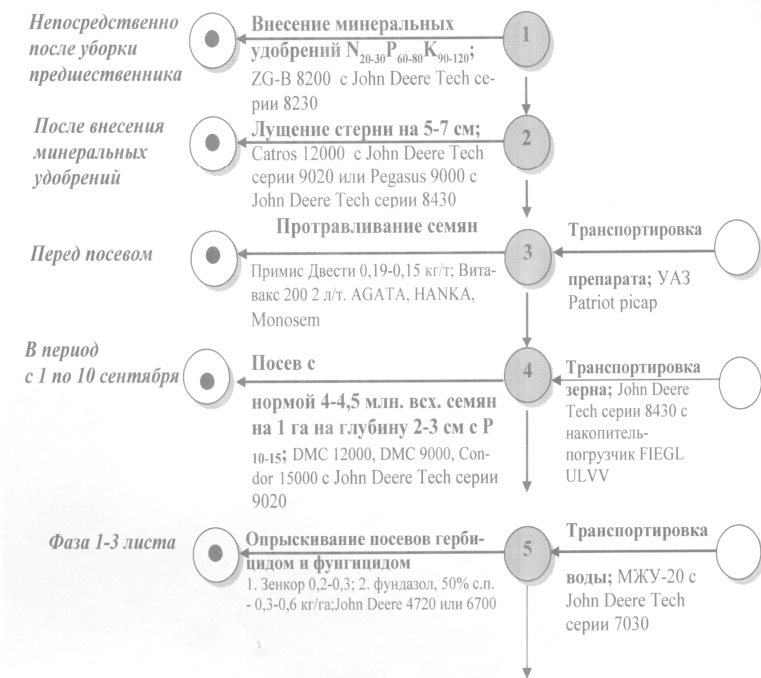 Непосредственно
после уборки
предшественника
Внесение минеральных
удобрений N20-30P60-80K90-120;
ZG-B 8200 с John Deere Tech се-
рии 8230
1
После внесения
минеральных
удобрений
Лущение стерни на 5-7 см;
Catros 12000 с John Deere Tech
серии 9020 или Pegasus 9000 с
John Deere Tech серии 8430
2
Перед посевом
Протравливание семян
Примис Двести 0,19-0,15 кг/т; Вита-
вакс 200 2 л/т. AGATA, HANKA,
Monosem
3
Транспортировка
препарата; УАЗ
Patriot picap
В период
с 1 по 10 сентября
Посев с
нормой 4-4,5 млн. всх. семян
на 1 га на глубину 2-3 см с P
10-15; DMC 12000, DMC 9000, Con-
dor 15000 с John Deere Tech серии
9020
4
Транспортировка
зерна; John Deere
Tech серии 8430 с
накопитель-
погрузчик FIEGL
ULVV
Фаза 1-3 листа
Опрыскивание посевов герби-
цидом и фунгицидом
1. Зенкор 0,2-0,3; 2. фундазол, 50% с.п.
- 0,3-0,6 кг/га;John Deere 4720 или 6700
5
Транспортировка
воды; МЖУ-20 с
John Deere Tech
серии 7030